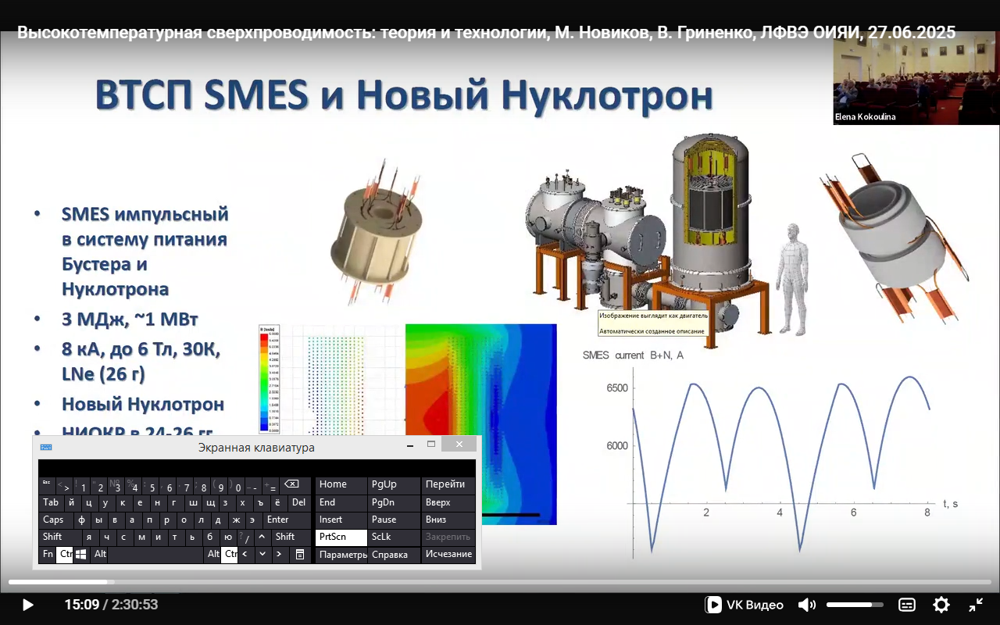 Высокотемпературная сверхпроводимость: теория и технологии, М. Новиков, В. Гриненко, ЛФВЭ ОИЯИ, 27.06.2025
Elena Kokoulina
ВТСП SMES и Новый Нуклотрон
• SMES импульсный
в систему питания
Бустера и
Нуклотрона
• 3 МДж, ~1 МВт
• 8 кА, до 6 Тл, 30К,
LNe (26 г)
• Новый Нуклотрон
• НИОКР в 24-26 гг
Изображение выглядит как двигатель
Автоматически созданное описание
SMES current B+N, A
6500
6000
2 4 6 8
t, s
Экранная клавиатура
Esc 1 2 3 4 5 6 7 8 9 0 - = Home PgUp Перейти
Tab й ц у к е н г ш щ з х ъ ё Del End PgDn Вверх
Caps ф ы в а п р о л д ж э Enter Insert Pause Вниз
Shift я ч с м и т ь б ю / Shift PrtScn ScLk Закрепить
Fn Ctr Alt Alt Ctr Параметры Справка Исчезание
15:09 / 2:30:53
VK Видео